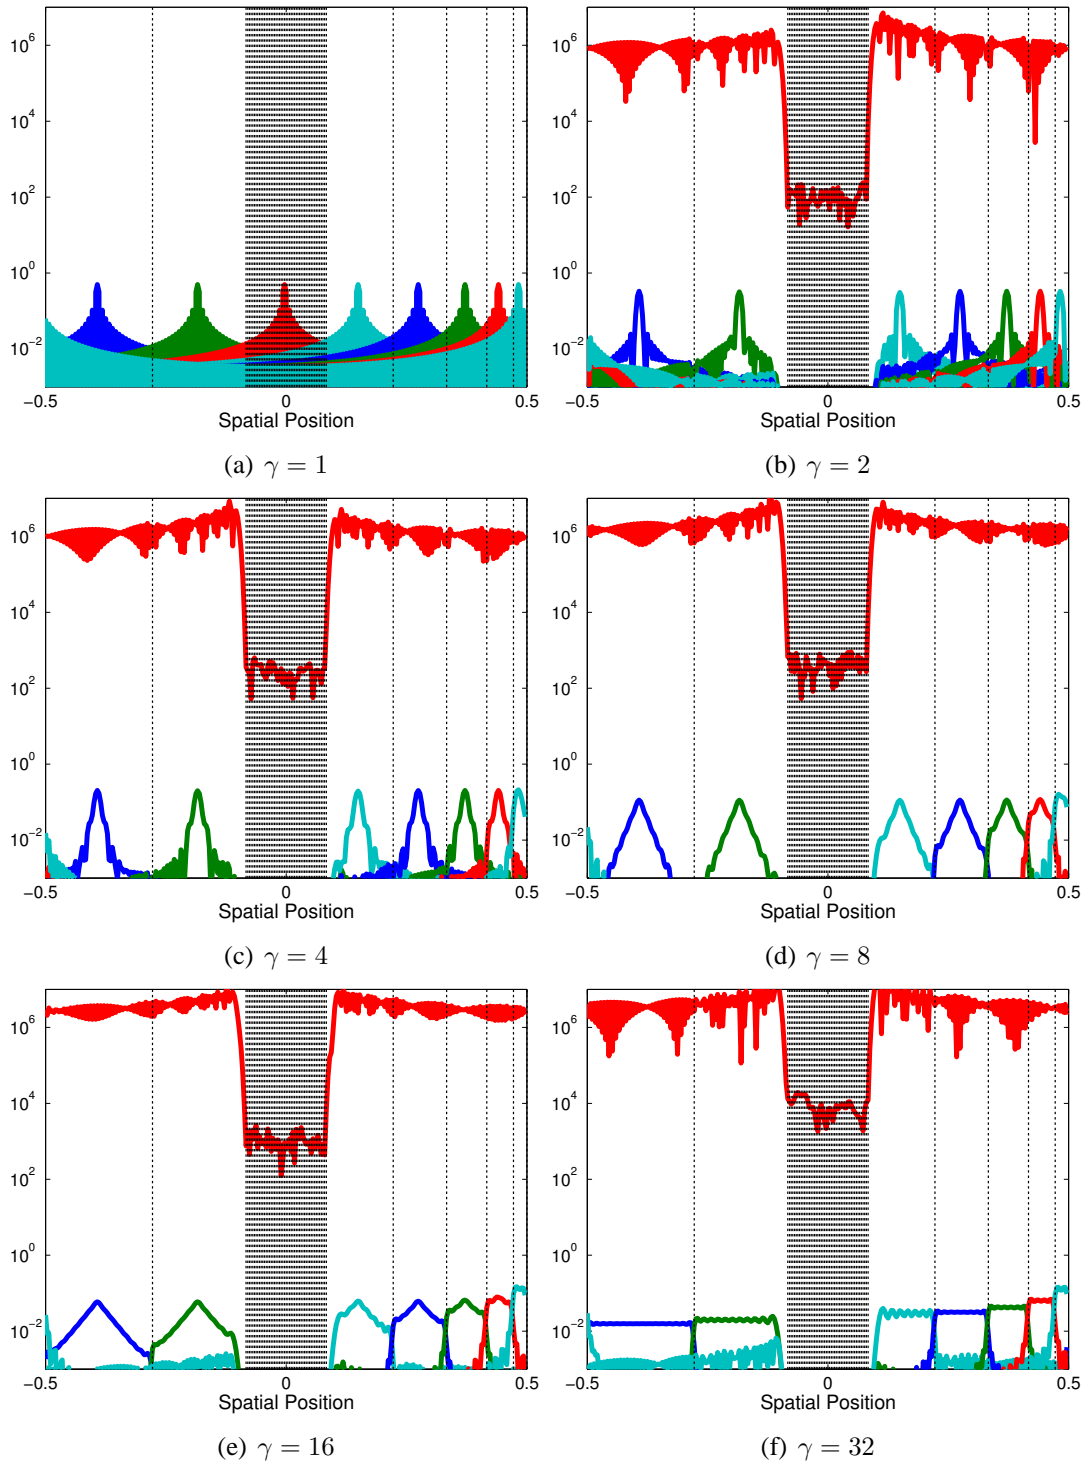 10^6
10^4
10^2
10^0
10^−2
−0.5 0 0.5
Spatial Position
(a) γ = 1
10^6
10^4
10^2
10^0
10^−2
−0.5 0 0.5
Spatial Position
(b) γ = 2
10^6
10^4
10^2
10^0
10^−2
−0.5 0 0.5
Spatial Position
(c) γ = 4
10^6
10^4
10^2
10^0
10^−2
−0.5 0 0.5
Spatial Position
(d) γ = 8
10^6
10^4
10^2
10^0
10^−2
−0.5 0 0.5
Spatial Position
(e) γ = 16
10^6
10^4
10^2
10^0
10^−2
−0.5 0 0.5
Spatial Position
(f) γ = 32